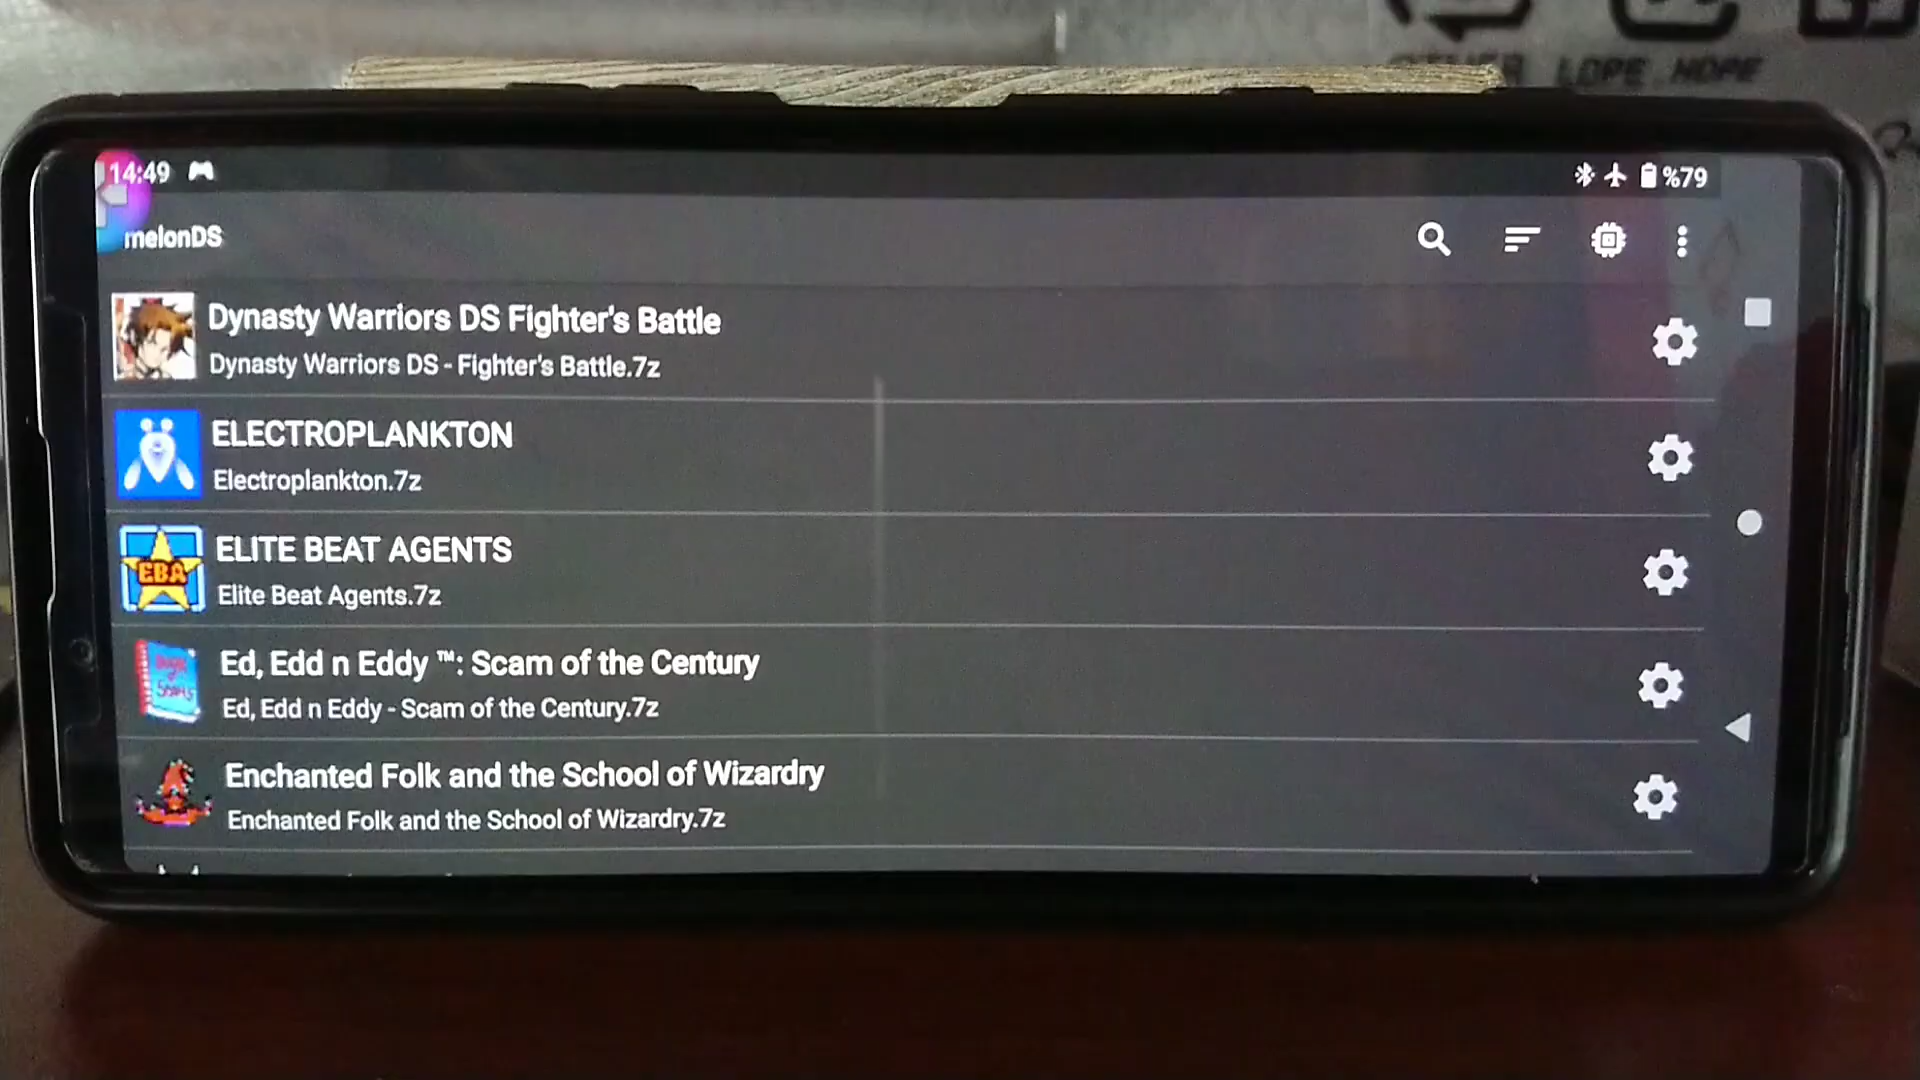 OTHER LDPE HDPE
14:49 %79
melonDS
Dynasty Warriors DS Fighter's Battle
Dynasty Warriors DS - Fighter's Battle.7z
ELECTROPLANKTON
Electroplankton.7z
EBA
ELITE BEAT AGENTS
Elite Beat Agents.7z
Ed, Edd n Eddy ™: Scam of the Century
Ed, Edd n Eddy - Scam of the Century.7z
Enchanted Folk and the School of Wizardry
Enchanted Folk and the School of Wizardry.7z